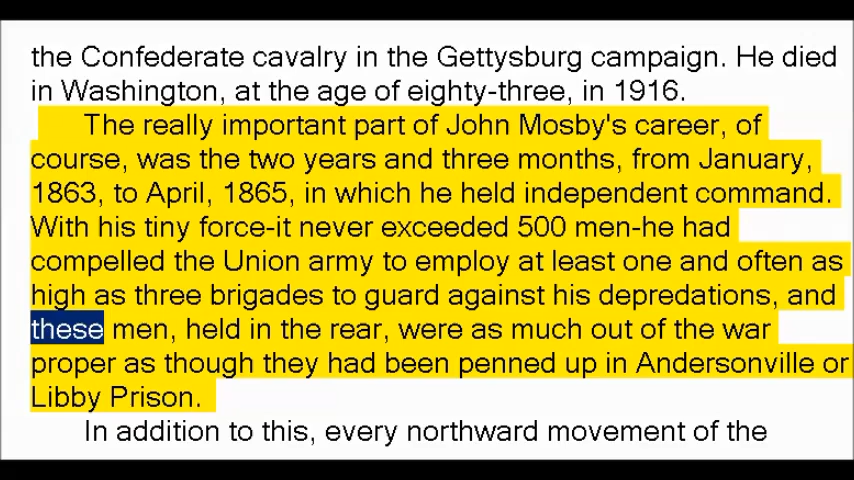 the Confederate cavalry in the Gettysburg campaign. He died
in Washington, at the age of eighty-three, in 1916.
The really important part of John Mosby's career, of
course, was the two years and three months, from January,
1863, to April, 1865, in which he held independent command.
With his tiny force-it never exceeded 500 men-he had
compelled the Union army to employ at least one and often as
high as three brigades to guard against his depredations, and
these men, held in the rear, were as much out of the war
proper as though they had been penned up in Andersonville or
Libby Prison.
In addition to this, every northward movement of the